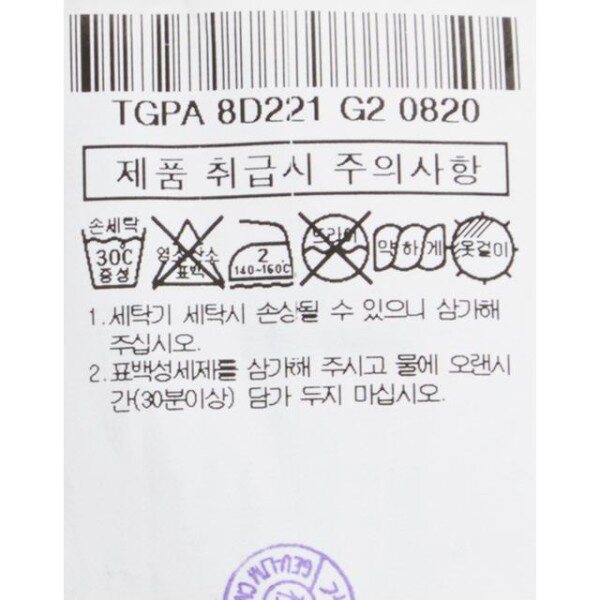 TGPA 8D221 G2 0820
제품 취급시 주의사항
손세탁 30℃ 중성
염소산소 표백
2 140~160℃
드라이
약하게
옷걸이
1. 세탁기 세탁시 손상될 수 있으니 삼가해
주십시오.
2. 표백성세제를 삼가해 주시고 물에 오랜시
간(30분이상) 담가 두지 마십시오.